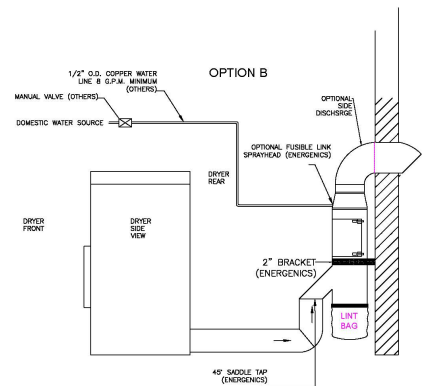 OPTION B
1/2" O.D. COPPER WATER
LINE 8 G.P.M. MINIMUM
(OTHERS)
MANUAL VALVE (OTHERS)
DOMESTIC WATER SOURCE
OPTIONAL
SIDE
DISCHSRGE
OPTIONAL FUSIBLE LINK
SPRAYHEAD (ENERGENICS)
DRYER
REAR
DRYER
FRONT
DRYER
SIDE
VIEW
2" BRACKET
(ENERGENICS)
LINT
BAG
45' SADDLE TAP
(ENERGENICS)